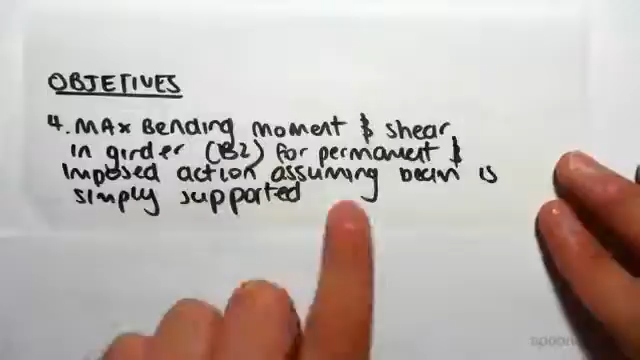 OBJETIVES
4. MAx Bending moment & shear
in girder (B2) for permanent &
Imposed action assuming beam is
simply supported